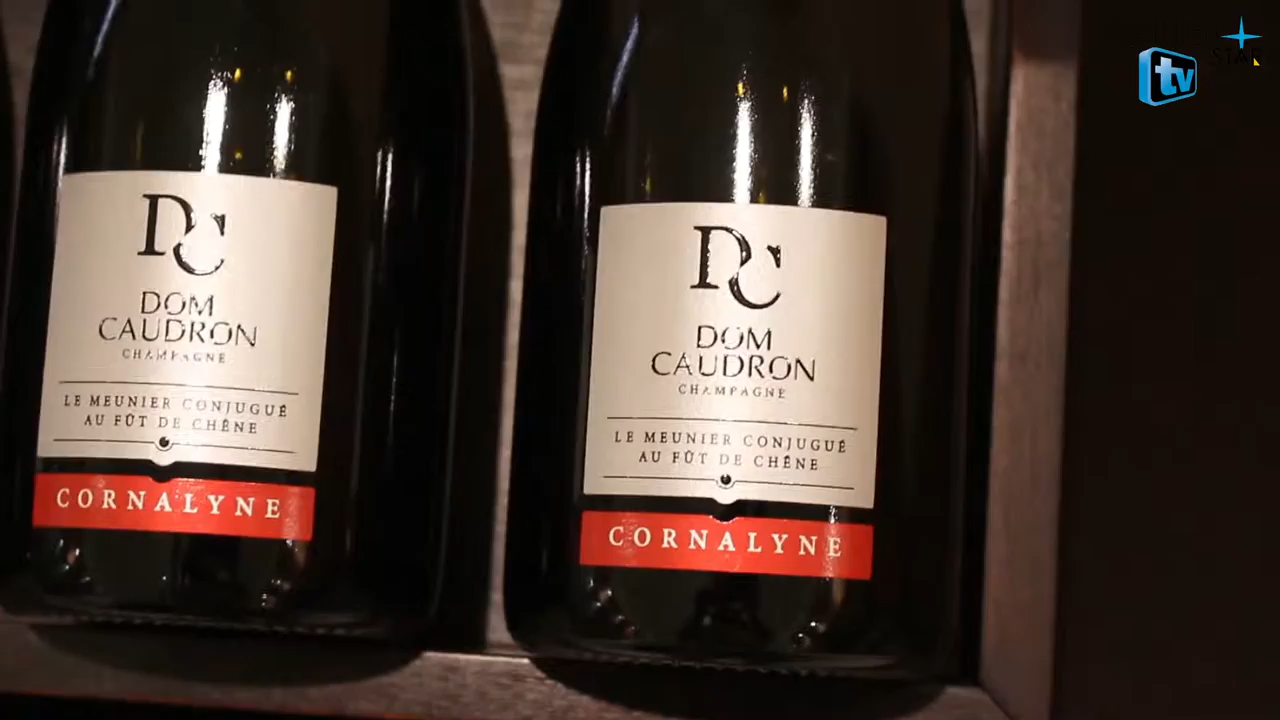 DC
DOM
CAUDRON
CHAMPAGNE
LE MEUNIER CONJUGUÉ
AU FÛT DE CHÊNE
CORNALYNE
DC
DOM
CAUDRON
CHAMPAGNE
LE MEUNIER CONJUGUÉ
AU FÛT DE CHÊNE
CORNALYNE
tv
STAR